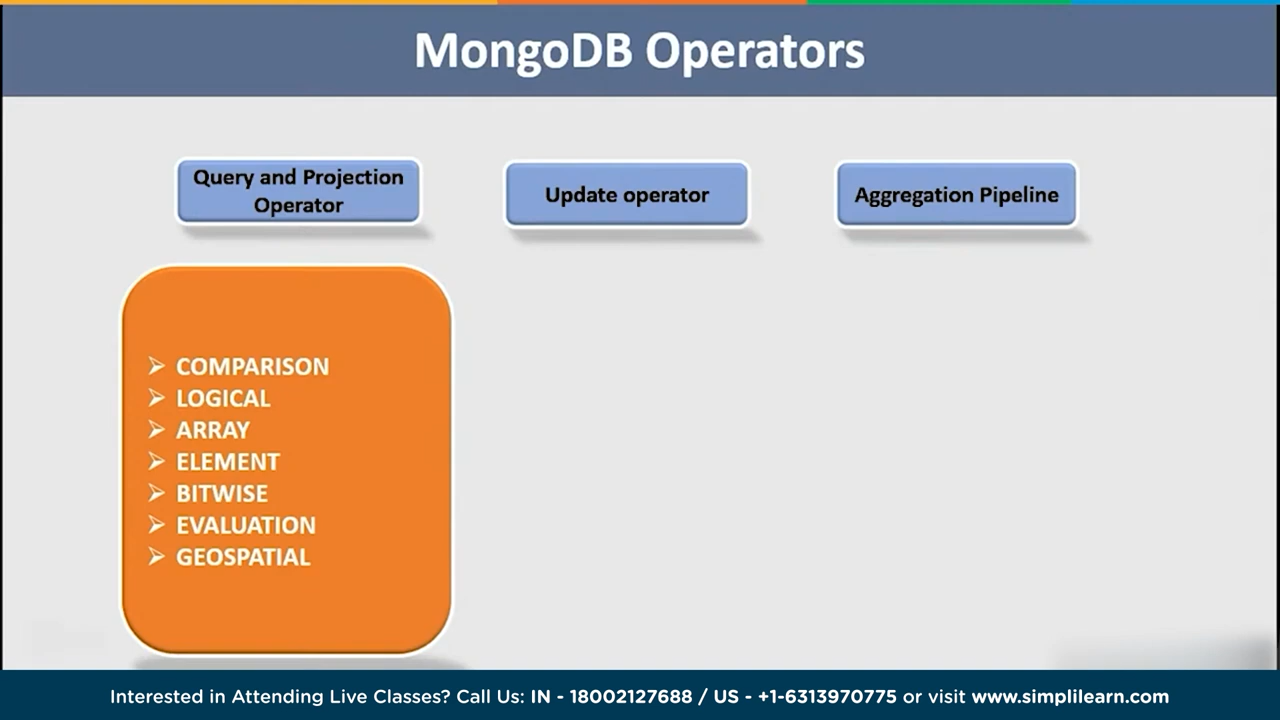 MongoDB Operators
Query and Projection
Operator
Update operator
Aggregation Pipeline
COMPARISON
LOGICAL
ARRAY
ELEMENT
BITWISE
EVALUATION
GEOSPATIAL
Interested in Attending Live Classes? Call Us: IN - 18002127688 / US - +1-6313970775 or visit www.simplilearn.com